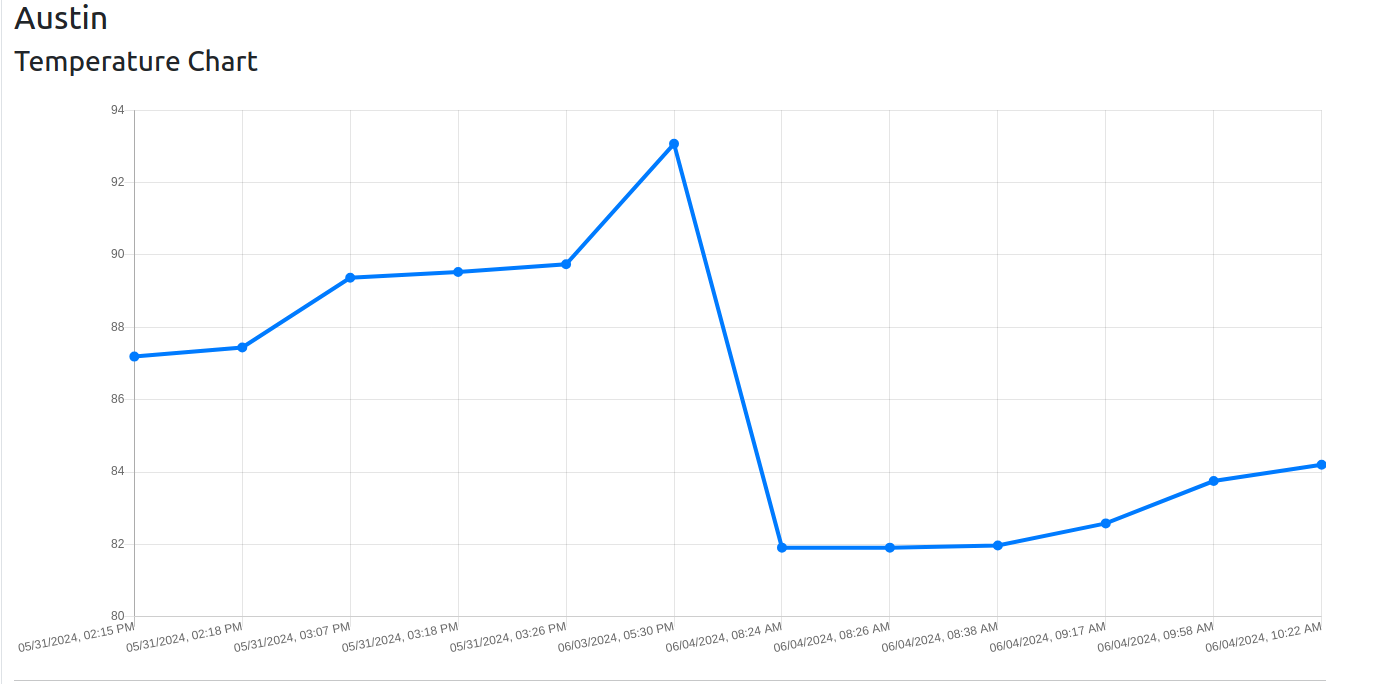 Austin
Temperature Chart
94
92
90
88
86
84
82
80
05/31/2024, 02:15 PM
05/31/2024, 02:18 PM
05/31/2024, 03:07 PM
05/31/2024, 03:18 PM
05/31/2024, 03:26 PM
06/03/2024, 05:30 PM
06/04/2024, 08:24 AM
06/04/2024, 08:26 AM
06/04/2024, 08:38 AM
06/04/2024, 09:17 AM
06/04/2024, 09:58 AM
06/04/2024, 10:22 AM